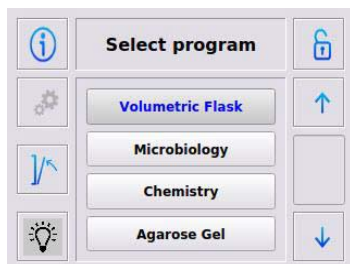 Select program
Volumetric Flask
Microbiology
Chemistry
Agarose Gel